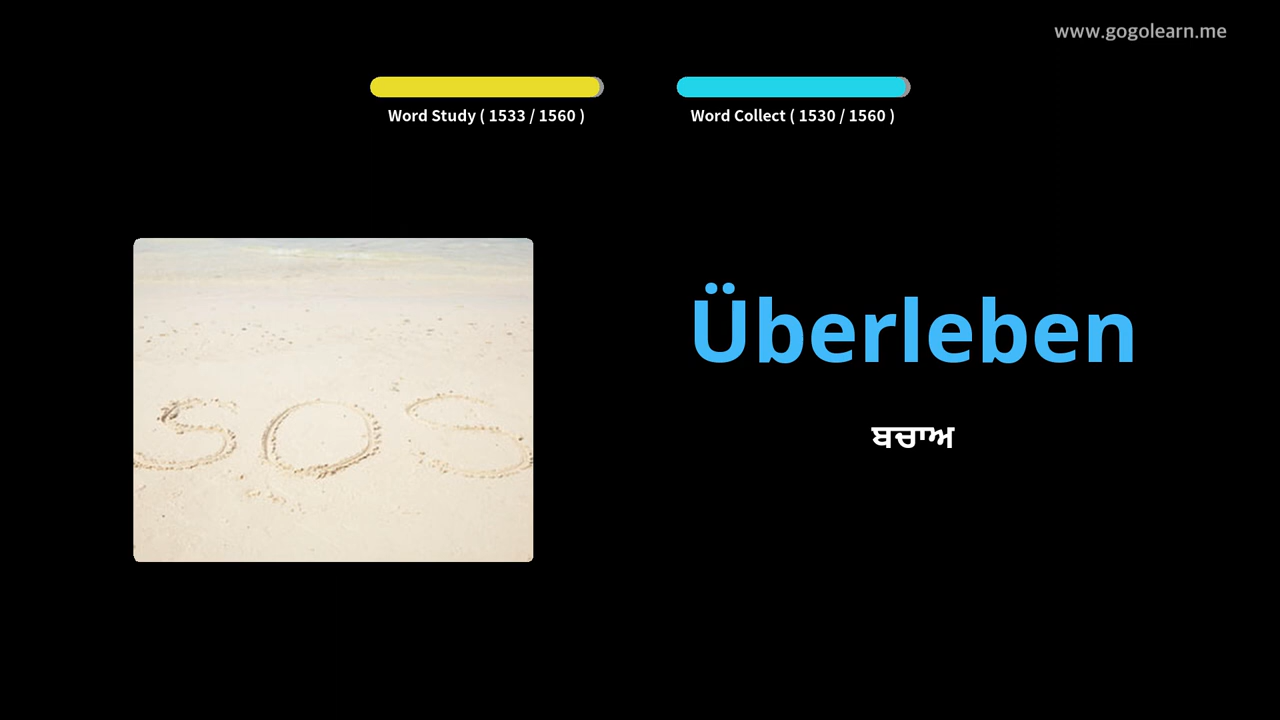 www.gogolearn.me
Word Study ( 1533 / 1560 )
Word Collect ( 1530 / 1560 )
Überleben
ਬਚਾਅ
SOS